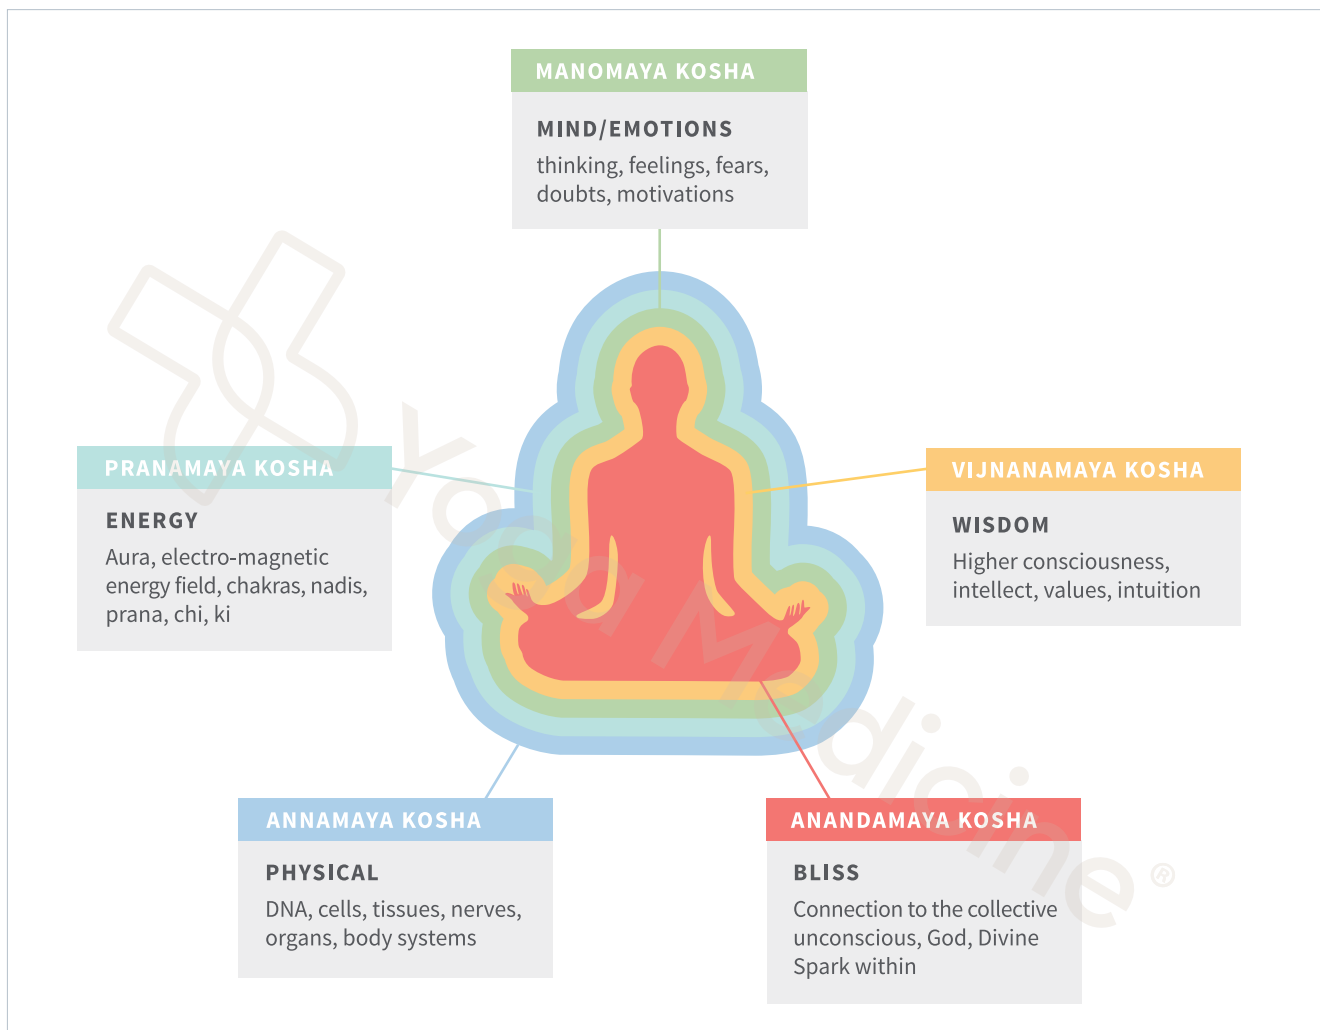 MANOMAYA KOSHA
MIND/EMOTIONS
thinking, feelings, fears,
doubts, motivations
PRANAMAYA KOSHA
ENERGY
Aura, electro-magnetic
energy field, chakras, nadis,
prana, chi, ki
VIJNANAMAYA KOSHA
WISDOM
Higher consciousness,
intellect, values, intuition
ANNAMAYA KOSHA
PHYSICAL
DNA, cells, tissues, nerves,
organs, body systems
ANANDAMAYA KOSHA
BLISS
Connection to the collective
unconscious, God, Divine
Spark within
Yoga Medicine®